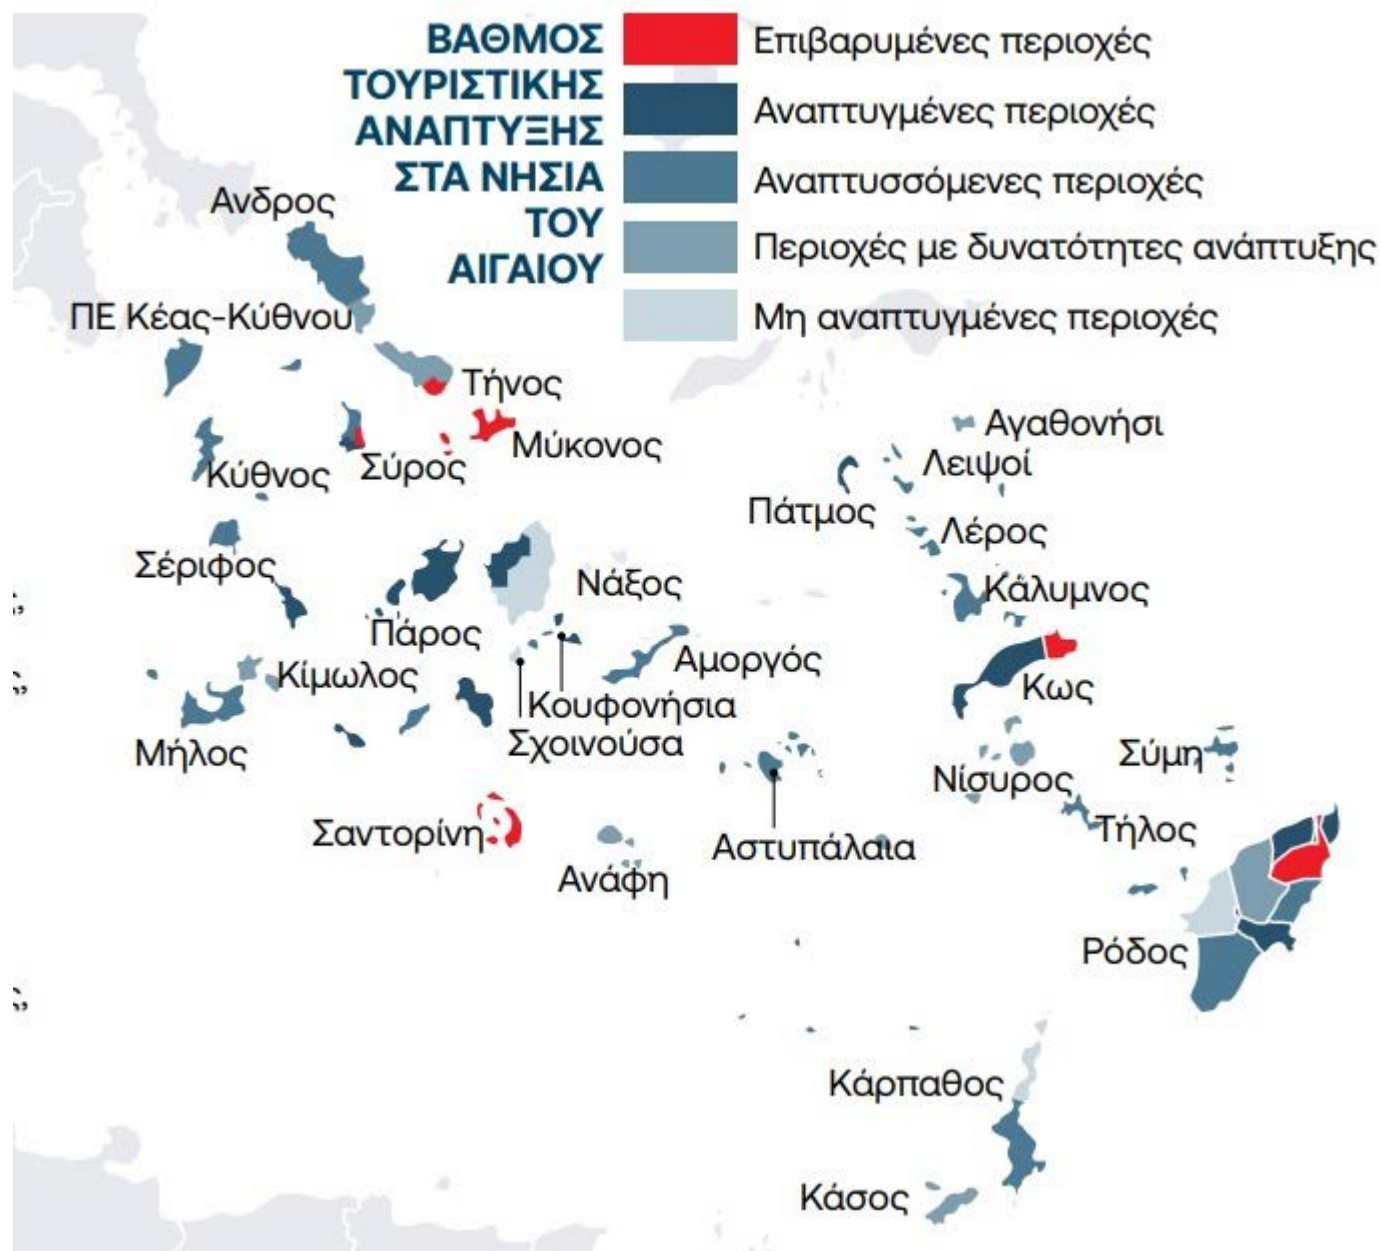 ΒΑΘΜΟΣ
ΤΟΥΡΙΣΤΙΚΗΣ
ΑΝΑΠΤΥΞΗΣ
ΣΤΑ ΝΗΣΙΑ
ΤΟΥ
ΑΙΓΑΙΟΥ
Επιβαρυμένες περιοχές
Αναπτυγμένες περιοχές
Αναπτυσσόμενες περιοχές
Περιοχές με δυνατότητες ανάπτυξης
Μη αναπτυγμένες περιοχές
Ανδρος
ΠΕ Κέας-Κύθνου
Τήνος
Μύκονος
Σύρος
Κύθνος
Σέριφος
Πάρος
Νάξος
Κίμωλος
Μήλος
Αμοργός
Κουφονήσια
Σχοινούσα
Σαντορίνη
Ανάφη
Αστυπάλαια
Αγαθονήσι
Λειψοί
Πάτμος
Λέρος
Κάλυμνος
Κως
Νίσυρος
Σύμη
Τήλος
Ρόδος
Κάρπαθος
Κάσος